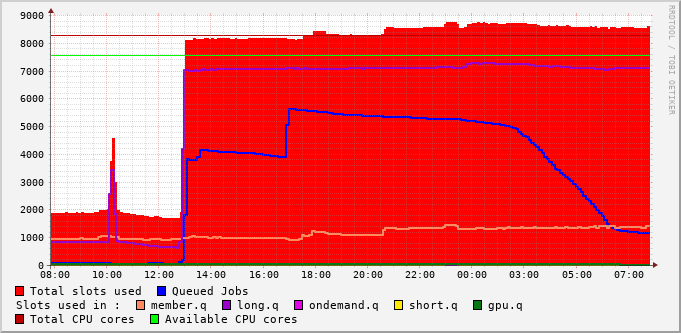 RRDTOOL / TOBI OETIKER
9000
8000
7000
6000
5000
4000
3000
2000
1000
0
08:00 10:00 12:00 14:00 16:00 18:00 20:00 22:00 00:00 03:00 05:00 07:00
Total slots used Queued Jobs
Slots used in : member.q long.q ondemand.q short.q gpu.q
Total CPU cores Available CPU cores